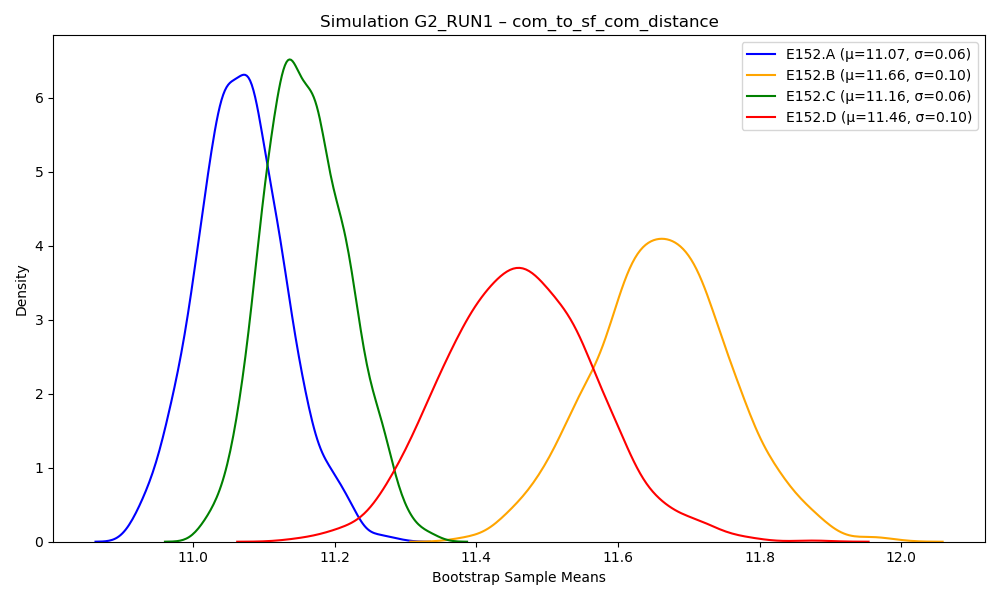 Simulation G2_RUN1 – com_to_sf_com_distance
E152.A (μ=11.07, σ=0.06)
E152.B (μ=11.66, σ=0.10)
E152.C (μ=11.16, σ=0.06)
E152.D (μ=11.46, σ=0.10)
Density
6
5
4
3
2
1
0
11.0 11.2 11.4 11.6 11.8 12.0
Bootstrap Sample Means